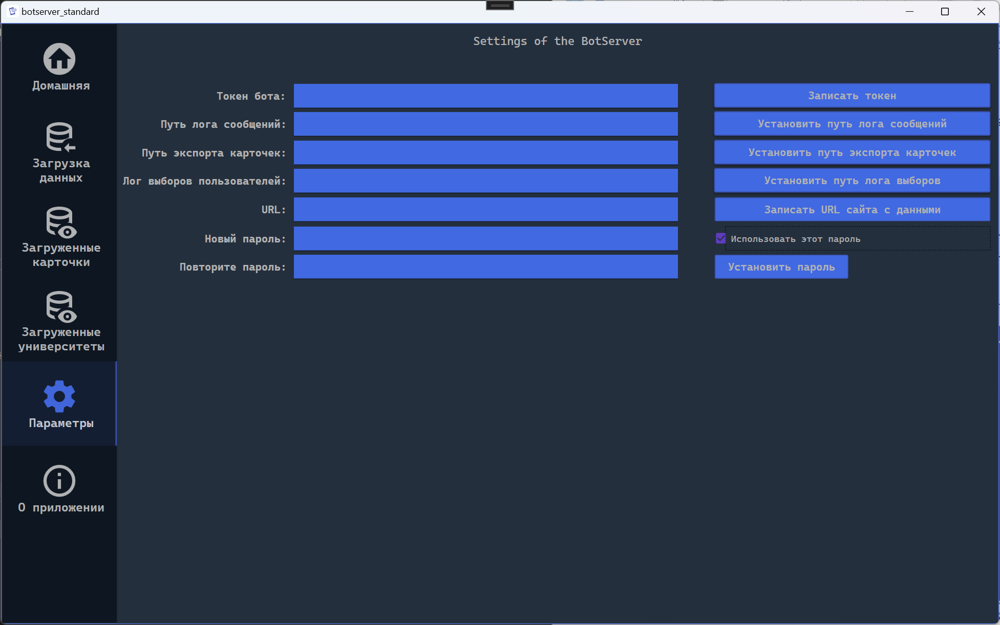 botserver_standard
Домашняя
Загрузка
данных
Загруженные
карточки
Загруженные
университеты
Параметры
О приложении
Settings of the BotServer
Токен бота:
Записать токен
Путь лога сообщений:
Установить путь лога сообщений
Путь экспорта карточек:
Установить путь экспорта карточек
Лог выборов пользователей:
Установить путь лога выборов
URL:
Записать URL сайта с данными
Новый пароль:
Использовать этот пароль
Повторите пароль:
Установить пароль